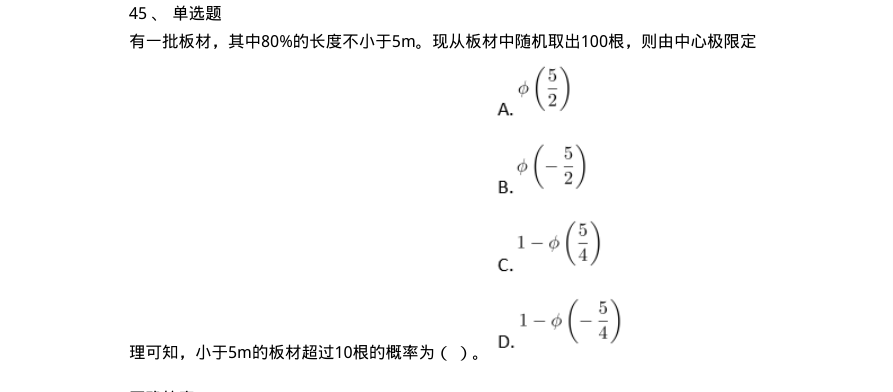 45 、 单选题
有一批板材，其中80%的长度不小于5m。现从板材中随机取出100根，则由中心极限定
A. ϕ(5/2)
B. ϕ(−5/2)
C. 1 − ϕ(5/4)
D. 1 − ϕ(−5/4)
理可知，小于5m的板材超过10根的概率为（ ）。